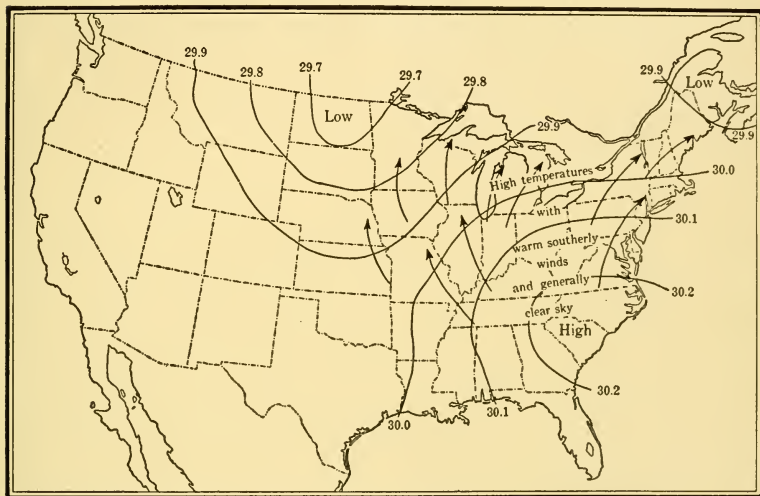 29.9
29.8
29.7
29.7
29.8
29.9
29.9
29.9
30.0
30.1
30.2
30.2
30.1
30.0
Low
Low
High temperatures
with
warm southerly
winds
and generally
clear sky
High